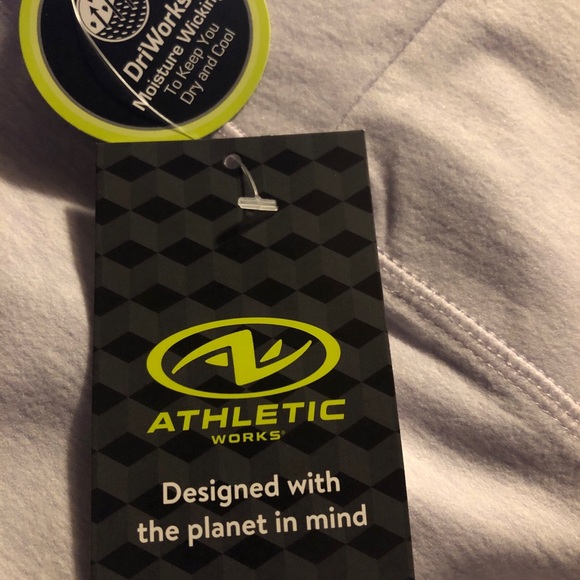 DriWorks
Moisture Wicking
To Keep You
Dry and Cool
ATHLETIC
WORKS®
Designed with
the planet in mind